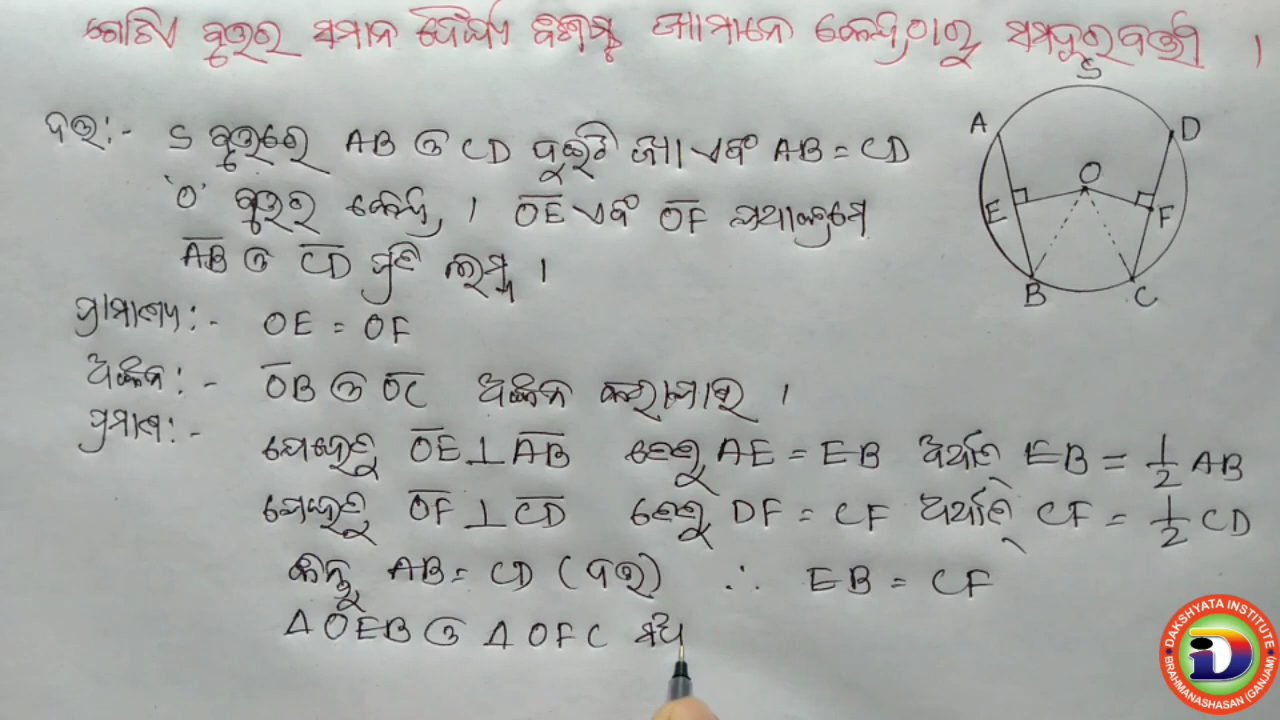 ଗୋଟିଏ ବୃତ୍ତର ସମାନ ଦୈର୍ଘ୍ୟ ବିଶିଷ୍ଟ ଜ୍ୟାମାନେ କେନ୍ଦ୍ରଠାରୁ ସମଦୂରବର୍ତ୍ତୀ ।
ଦତ୍ତ :- S ବୃତ୍ତରେ AB ଓ CD ଦୁଇଟି ଜ୍ୟା ଏବଂ AB = CD
'O' ବୃତ୍ତର କେନ୍ଦ୍ର । OE ଏବଂ OF ଯଥାକ୍ରମେ
AB ଓ CD ପ୍ରତି ଲମ୍ବ ।
ପ୍ରାମାଣ୍ୟ :- OE = OF
ଅଙ୍କନ :- OB ଓ OC ଅଙ୍କନ କରାଯାଉ ।
ପ୍ରମାଣ :-
ଯେହେତୁ OE ⊥ AB ତେଣୁ AE = EB ଅର୍ଥାତ୍ EB = 1/2 AB
ଯେହେତୁ OF ⊥ CD ତେଣୁ DF = CF ଅର୍ଥାତ୍ CF = 1/2 CD
କିନ୍ତୁ AB = CD (ଦତ୍ତ) ∴ EB = CF
Δ OEB ଓ Δ OFC ମଧ
S
A
D
O
E
F
B
C
DAKSHYATA INSTITUTE
iD
BRAHMANASHASAN (GANJAM)